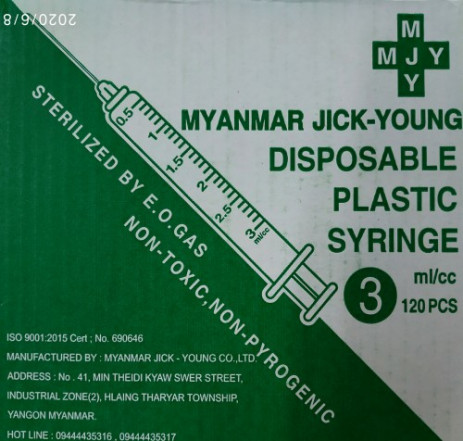 2020/6/8
M
M J Y
Y
MYANMAR JICK-YOUNG
DISPOSABLE
PLASTIC
SYRINGE
3 ml/cc
120 PCS
0.5
1
1.5
2
2.5
3
ml/cc
STERILIZED BY E.O.GAS
NON-TOXIC, NON-PYROGENIC
ISO 9001:2015 Cert ; No. 690646
MANUFACTURED BY : MYANMAR JICK - YOUNG CO.,LTD.
ADDRESS : No . 41, MIN THEIDI KYAW SWER STREET,
INDUSTRIAL ZONE(2), HLAING THARYAR TOWNSHIP,
YANGON MYANMAR.
HOT LINE : 09444435316 , 09444435317